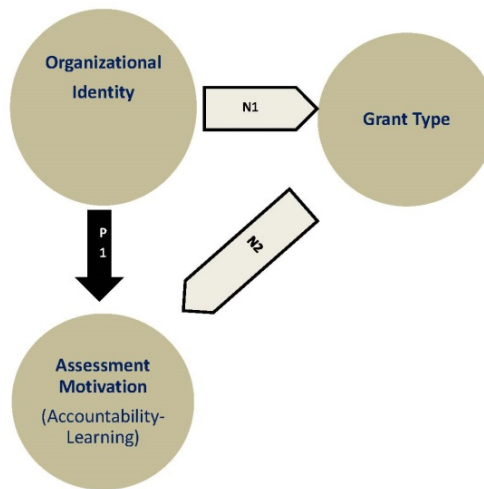 Organizational
Identity
N1
Grant Type
P
1
N2
Assessment
Motivation
(Accountability-
Learning)